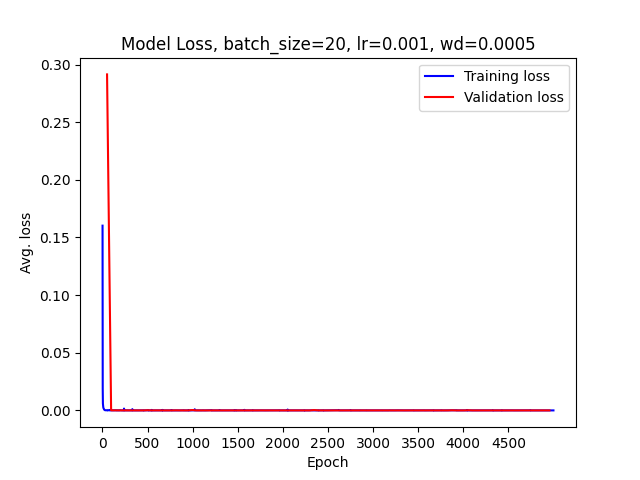 Model Loss, batch_size=20, lr=0.001, wd=0.0005
Training loss
Validation loss
Avg. loss
0.30
0.25
0.20
0.15
0.10
0.05
0.00
0 500 1000 1500 2000 2500 3000 3500 4000 4500
Epoch